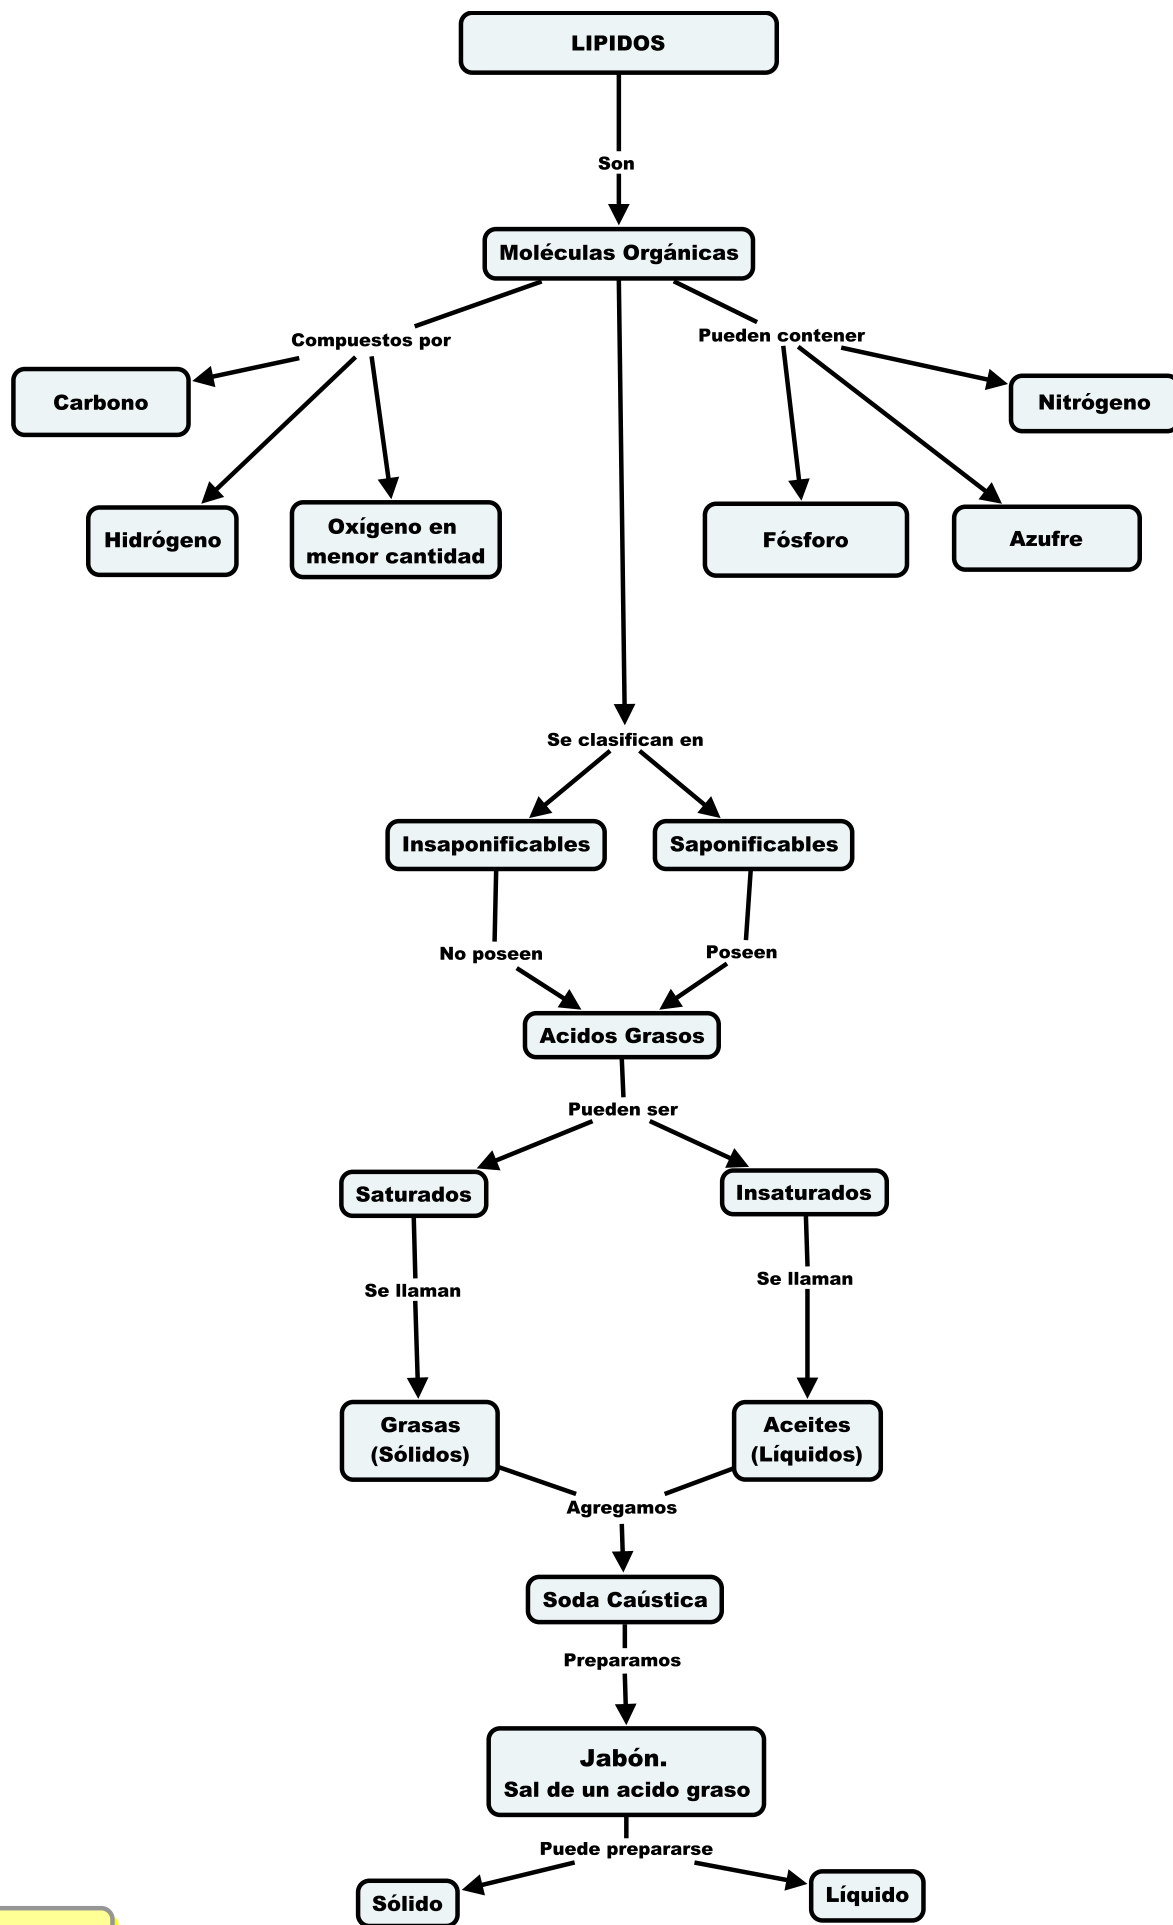 LIPIDOS
Son
Moléculas Orgánicas
Compuestos por
Pueden contener
Carbono
Nitrógeno
Hidrógeno
Oxígeno en
menor cantidad
Fósforo
Azufre
Se clasifican en
Insaponificables
Saponificables
No poseen
Poseen
Acidos Grasos
Pueden ser
Saturados
Insaturados
Se llaman
Se llaman
Grasas
(Sólidos)
Aceites
(Líquidos)
Agregamos
Soda Caústica
Preparamos
Jabón.
Sal de un acido graso
Puede prepararse
Sólido
Líquido